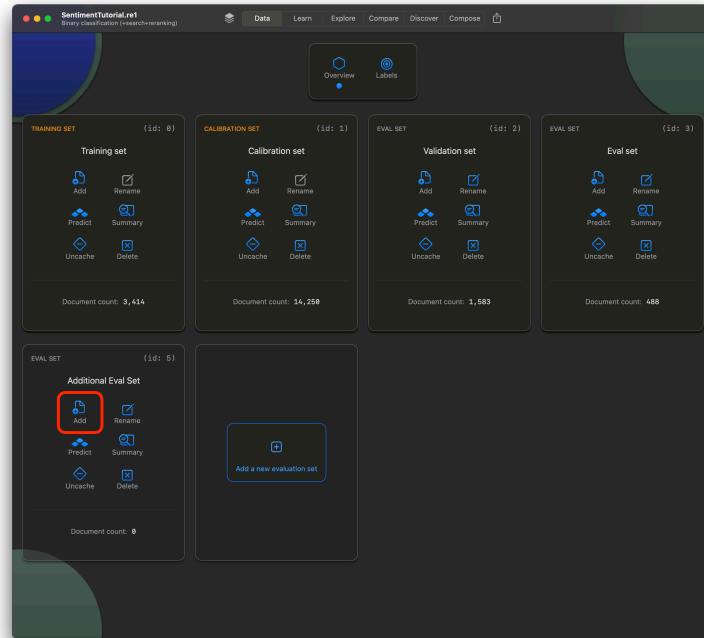 SentimentTutorial.re1
Binary classification (+search+reranking)
Data Learn Explore Compare Discover Compose
Overview Labels
TRAINING SET (id: 0)
Training set
Add Rename
Predict Summary
Uncache Delete
Document count: 3,414
CALIBRATION SET (id: 1)
Calibration set
Add Rename
Predict Summary
Uncache Delete
Document count: 14,250
EVAL SET (id: 2)
Validation set
Add Rename
Predict Summary
Uncache Delete
Document count: 1,583
EVAL SET (id: 3)
Eval set
Add Rename
Predict Summary
Uncache Delete
Document count: 488
EVAL SET (id: 5)
Additional Eval Set
Add Rename
Predict Summary
Uncache Delete
Document count: 0
Add a new evaluation set